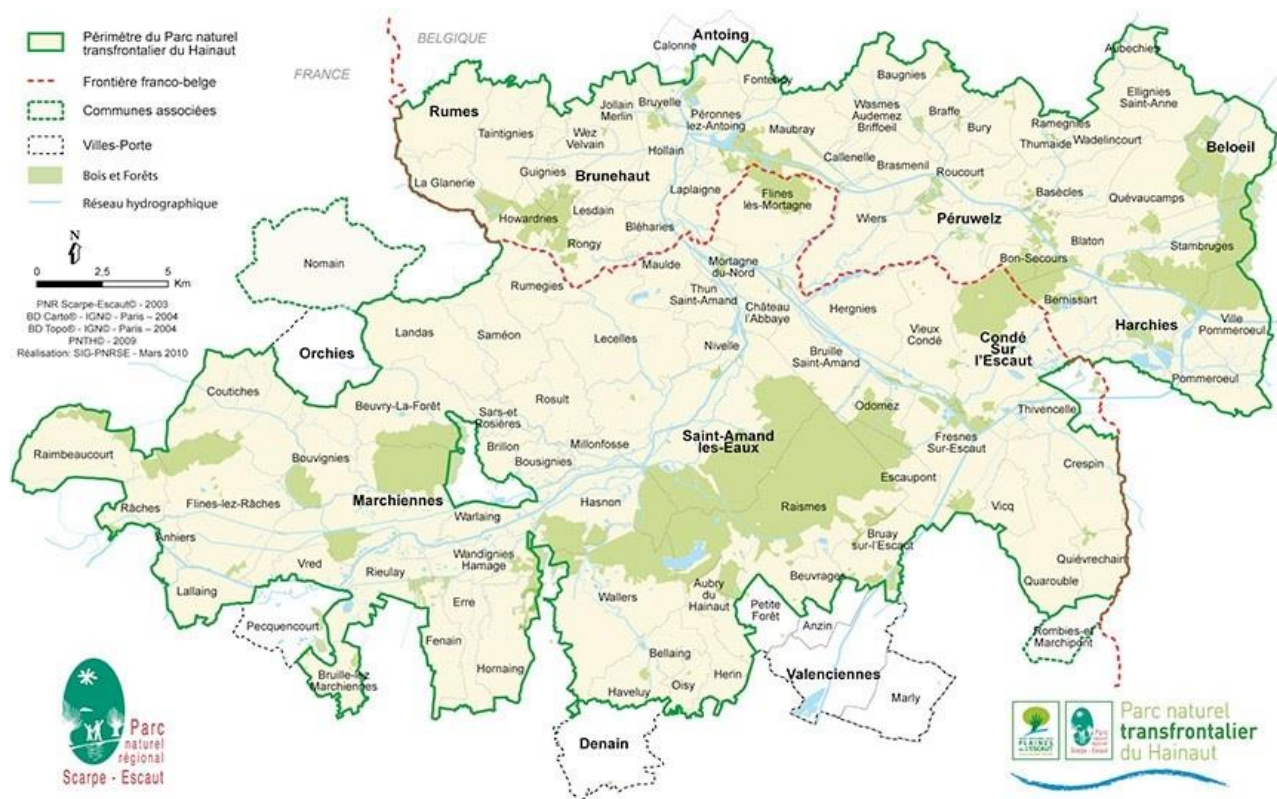 Périmètre du Parc naturel
transfrontalier du Hainaut
Frontière franco-belge
Communes associées
Villes-Porte
Bois et Forêts
Réseau hydrographique
N
0 2,5 5
Km
PNR Scarpe-Escaut© - 2003
BD Carto® - IGN© - Paris – 2004
BD Topo® - IGN© - Paris – 2004
PNTH© - 2009
Réalisation: SIG-PNRSE - Mars 2010
BELGIQUE
FRANCE
Antoing
Calonne
Aubechies
Fontenoy
Baugnies
Ellignies
Saint-Anne
Rumes
Jollain
Merlin
Bruyelle
Péronnes
lez-Antoing
Wasmes
Audemez
Briffoeil
Braffe
Bury
Ramegnies
Thumaide
Wadelincourt
Beloeil
Taintignies
Wez
Velvain
Maubray
Hollain
Callenelle
Brasmenil
Roucourt
Guignies
Brunehaut
La Glanerie
Laplaigne
Flines
lès-Mortagne
Basècles
Quévaucamps
Howardries
Lesdain
Bléharies
Wiers
Péruwelz
Rongy
Blaton
Stambruges
Nomain
Maulde
Mortagne
du-Nord
Bon-Secours
Rumegies
Thun
Saint-Amand
Château
l'Abbaye
Hergnies
Bernissart
Ville
Pommeroeul
Harchies
Landas
Saméon
Lecelles
Nivelle
Bruille
Saint-Amand
Vieux
Condé
Condé
Sur
l'Escaut
Orchies
Pommeroeul
Coutiches
Beuvry-La-Forêt
Rosult
Odomez
Thivencelle
Sars-et
Rosières
Saint-Amand
les-Eaux
Fresnes
Sur-Escaut
Raimbeaucourt
Bouvignies
Brillon
Millonfosse
Bousignies
Crespin
Escaupont
Marchiennes
Hasnon
Raismes
Vicq
Râches
Flines-lez-Râches
Warlaing
Bruay
sur-l'Escaut
Anhiers
Wandignies
Hamage
Quiévrechain
Vred
Rieulay
Beuvrages
Quarouble
Lallaing
Erre
Wallers
Aubry
du
Hainaut
Petite
Forêt
Anzin
Pecquencourt
Fenain
Bellaing
Rombies-et
Marchipont
Bruille-lez
Marchiennes
Hornaing
Haveluy
Oisy
Herin
Valenciennes
Marly
Denain
Parc
naturel
régional
Scarpe - Escaut
PLAINES
DE L'ESCAUT
Parc
naturel
régional
Scarpe - Escaut
Parc naturel
transfrontalier
du Hainaut